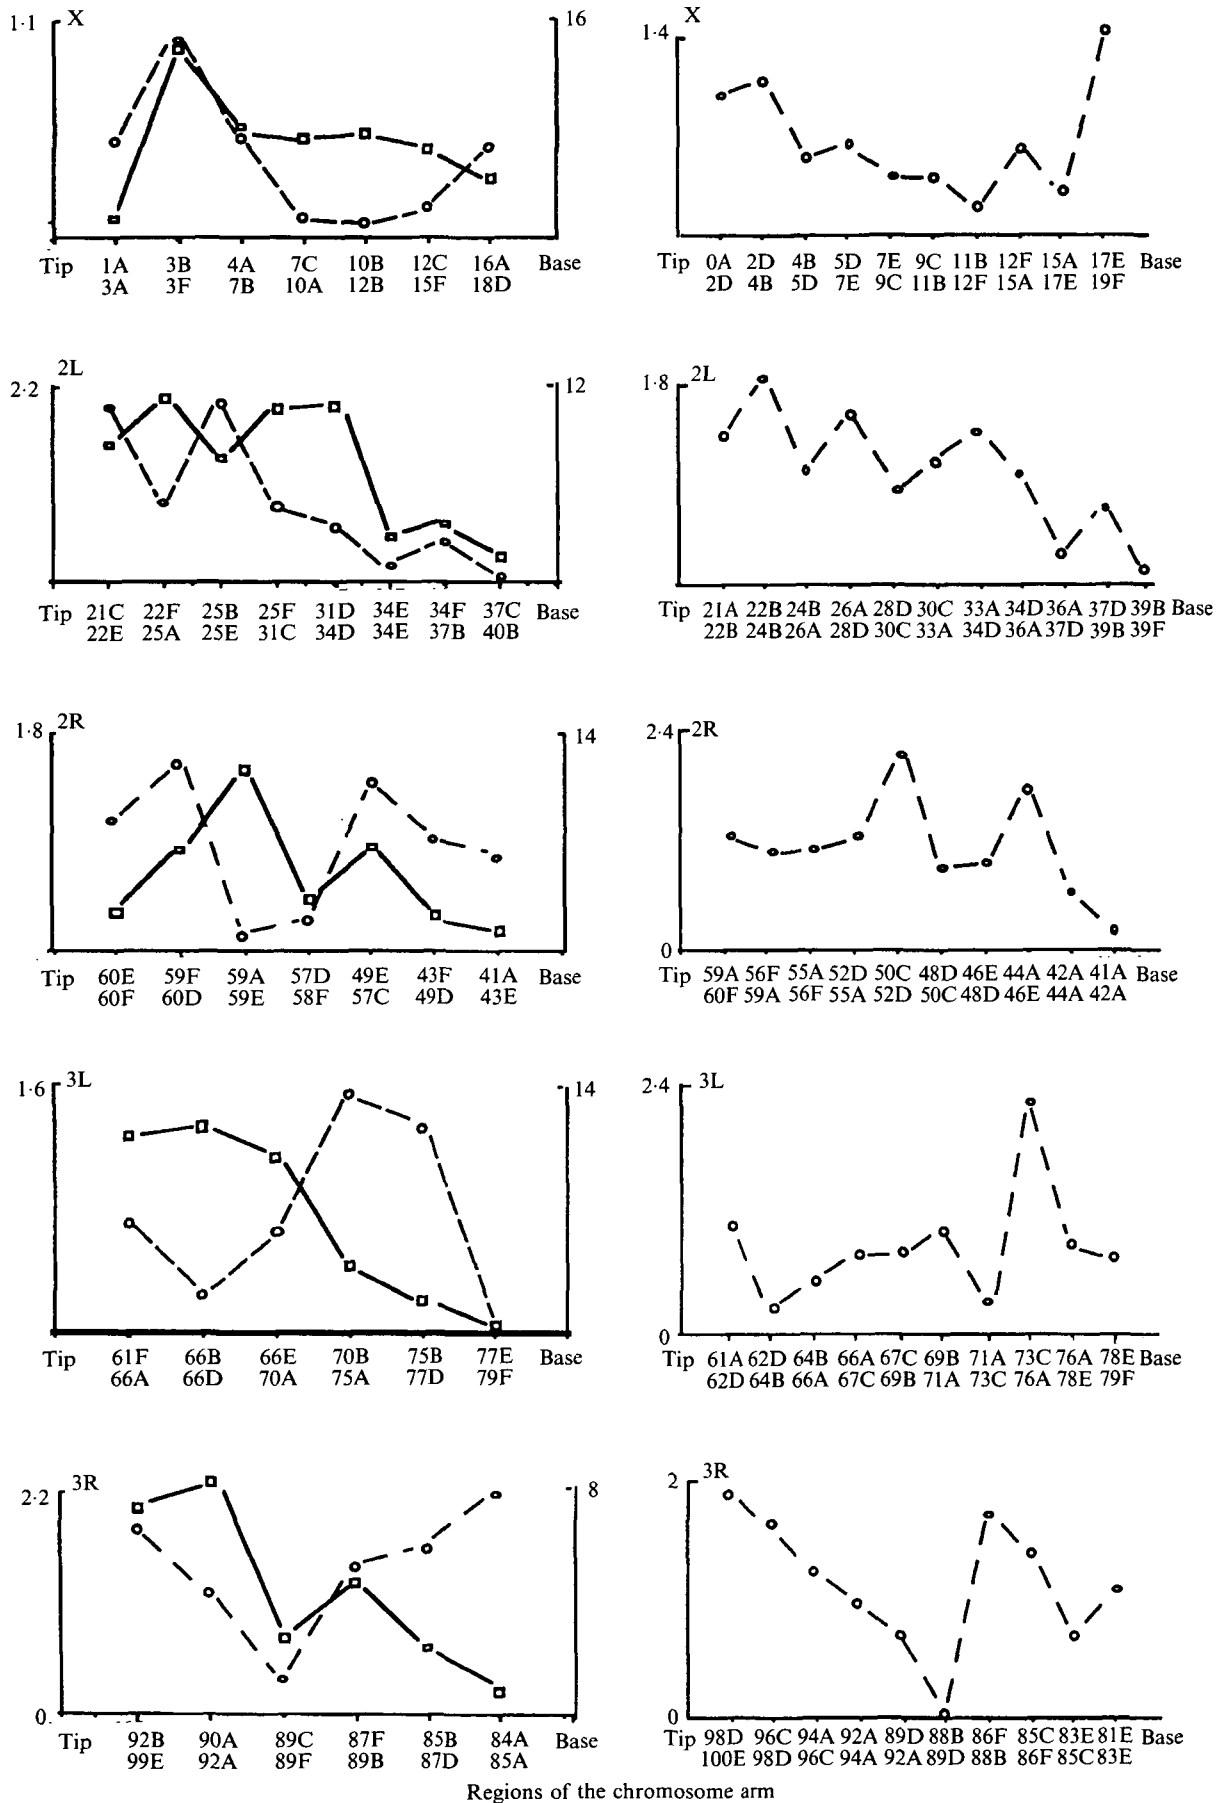 1·1 X 16
Tip 1A 3B 4A 7C 10B 12C 16A Base
3A 3F 7B 10A 12B 15F 18D
X
1·4
Tip 0A 2D 4B 5D 7E 9C 11B 12F 15A 17E Base
2D 4B 5D 7E 9C 11B 12F 15A 17E 19F
2L
2·2 12
Tip 21C 22F 25B 25F 31D 34E 34F 37C Base
22E 25A 25E 31C 34D 34E 37B 40B
1·8 2L
Tip 21A 22B 24B 26A 28D 30C 33A 34D 36A 37D 39B Base
22B 24B 26A 28D 30C 33A 34D 36A 37D 39B 39F
1·8 2R 14
Tip 60E 59F 59A 57D 49E 43F 41A Base
60F 60D 59E 58F 57C 49D 43E
2·4 2R
0
Tip 59A 56F 55A 52D 50C 48D 46E 44A 42A 41A Base
60F 59A 56F 55A 52D 50C 48D 46E 44A 42A
1·6 3L 14
Tip 61F 66B 66E 70B 75B 77E Base
66A 66D 70A 75A 77D 79F
2·4 3L
0
Tip 61A 62D 64B 66A 67C 69B 71A 73C 76A 78E Base
62D 64B 66A 67C 69B 71A 73C 76A 78E 79F
3R
2·2 8
0
Tip 92B 90A 89C 87F 85B 84A Base
99E 92A 89F 89B 87D 85A
2 3R
0
Tip 98D 96C 94A 92A 89D 88B 86F 85C 83E 81E Base
100E 98D 96C 94A 92A 89D 88B 86F 85C 83E
Regions of the chromosome arm